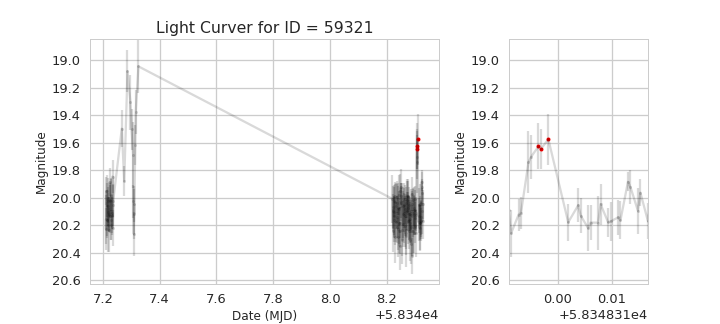 Light Curver for ID = 59321
Magnitude
19.0
19.2
19.4
19.6
19.8
20.0
20.2
20.4
20.6
7.2 7.4 7.6 7.8 8.0 8.2
Date (MJD)
+5.834e4
Magnitude
19.0
19.2
19.4
19.6
19.8
20.0
20.2
20.4
20.6
0.00 0.01
+5.834831e4